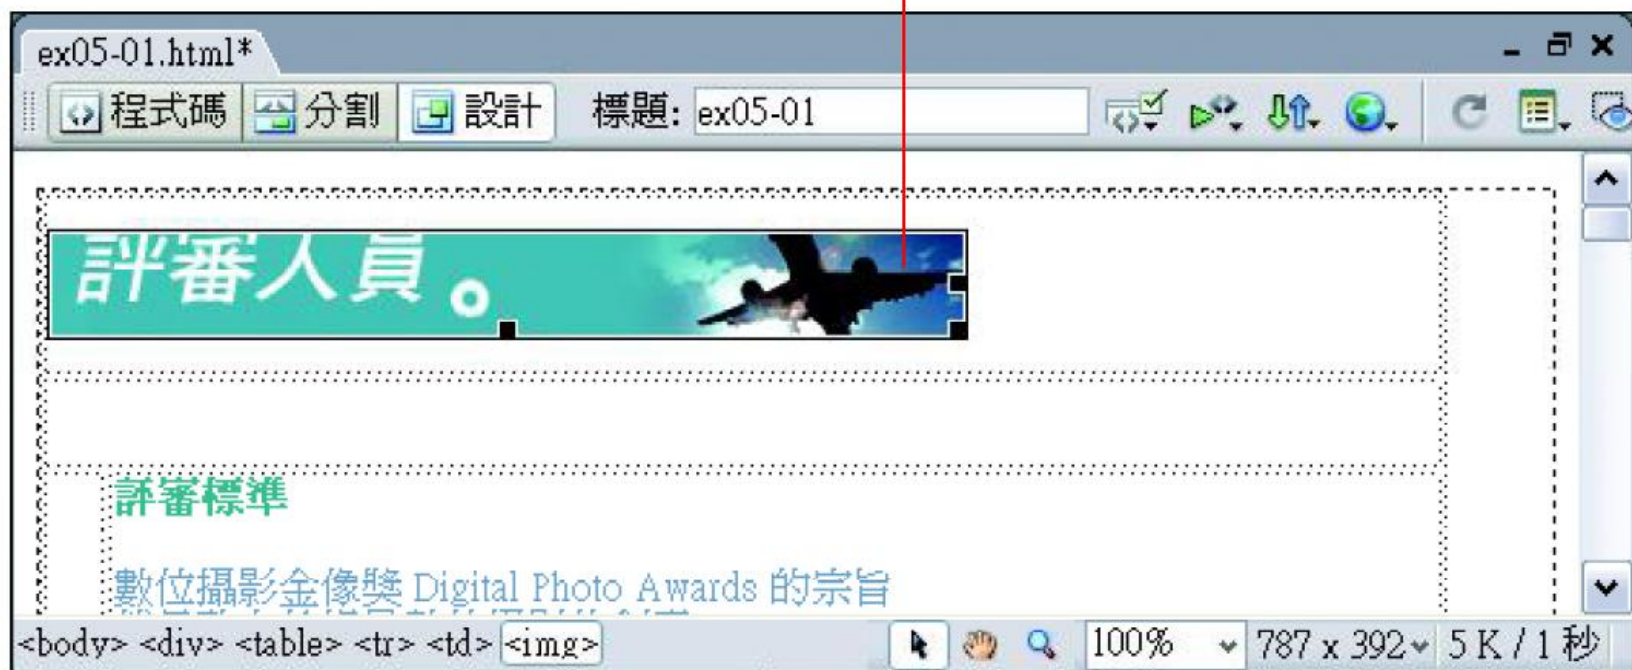 ex05-01.html*
程式碼 分割 設計 標題: ex05-01
評審人員。
評審標準
數位攝影金像獎 Digital Photo Awards 的宗旨
<body> <div> <table> <tr> <td> <img> 100% 787 x 392 5 K / 1 秒